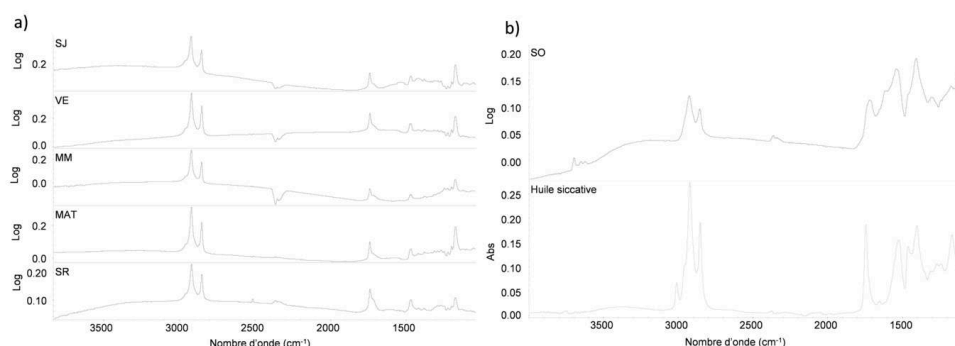 a)
SJ
Log
0.2
VE
Log
0.2
0.0
MM
Log
0.0
MAT
Log
0.2
0.0
SR
Log
0.20
0.10
3500 3000 2500 2000 1500
Nombre d'onde (cm⁻¹)
b)
SO
Log
0.20
0.15
0.10
0.05
0.00
Huile siccative
Abs
0.25
0.20
0.15
0.10
0.05
0.00
3500 3000 2500 2000 1500
Nombre d'onde (cm⁻¹)